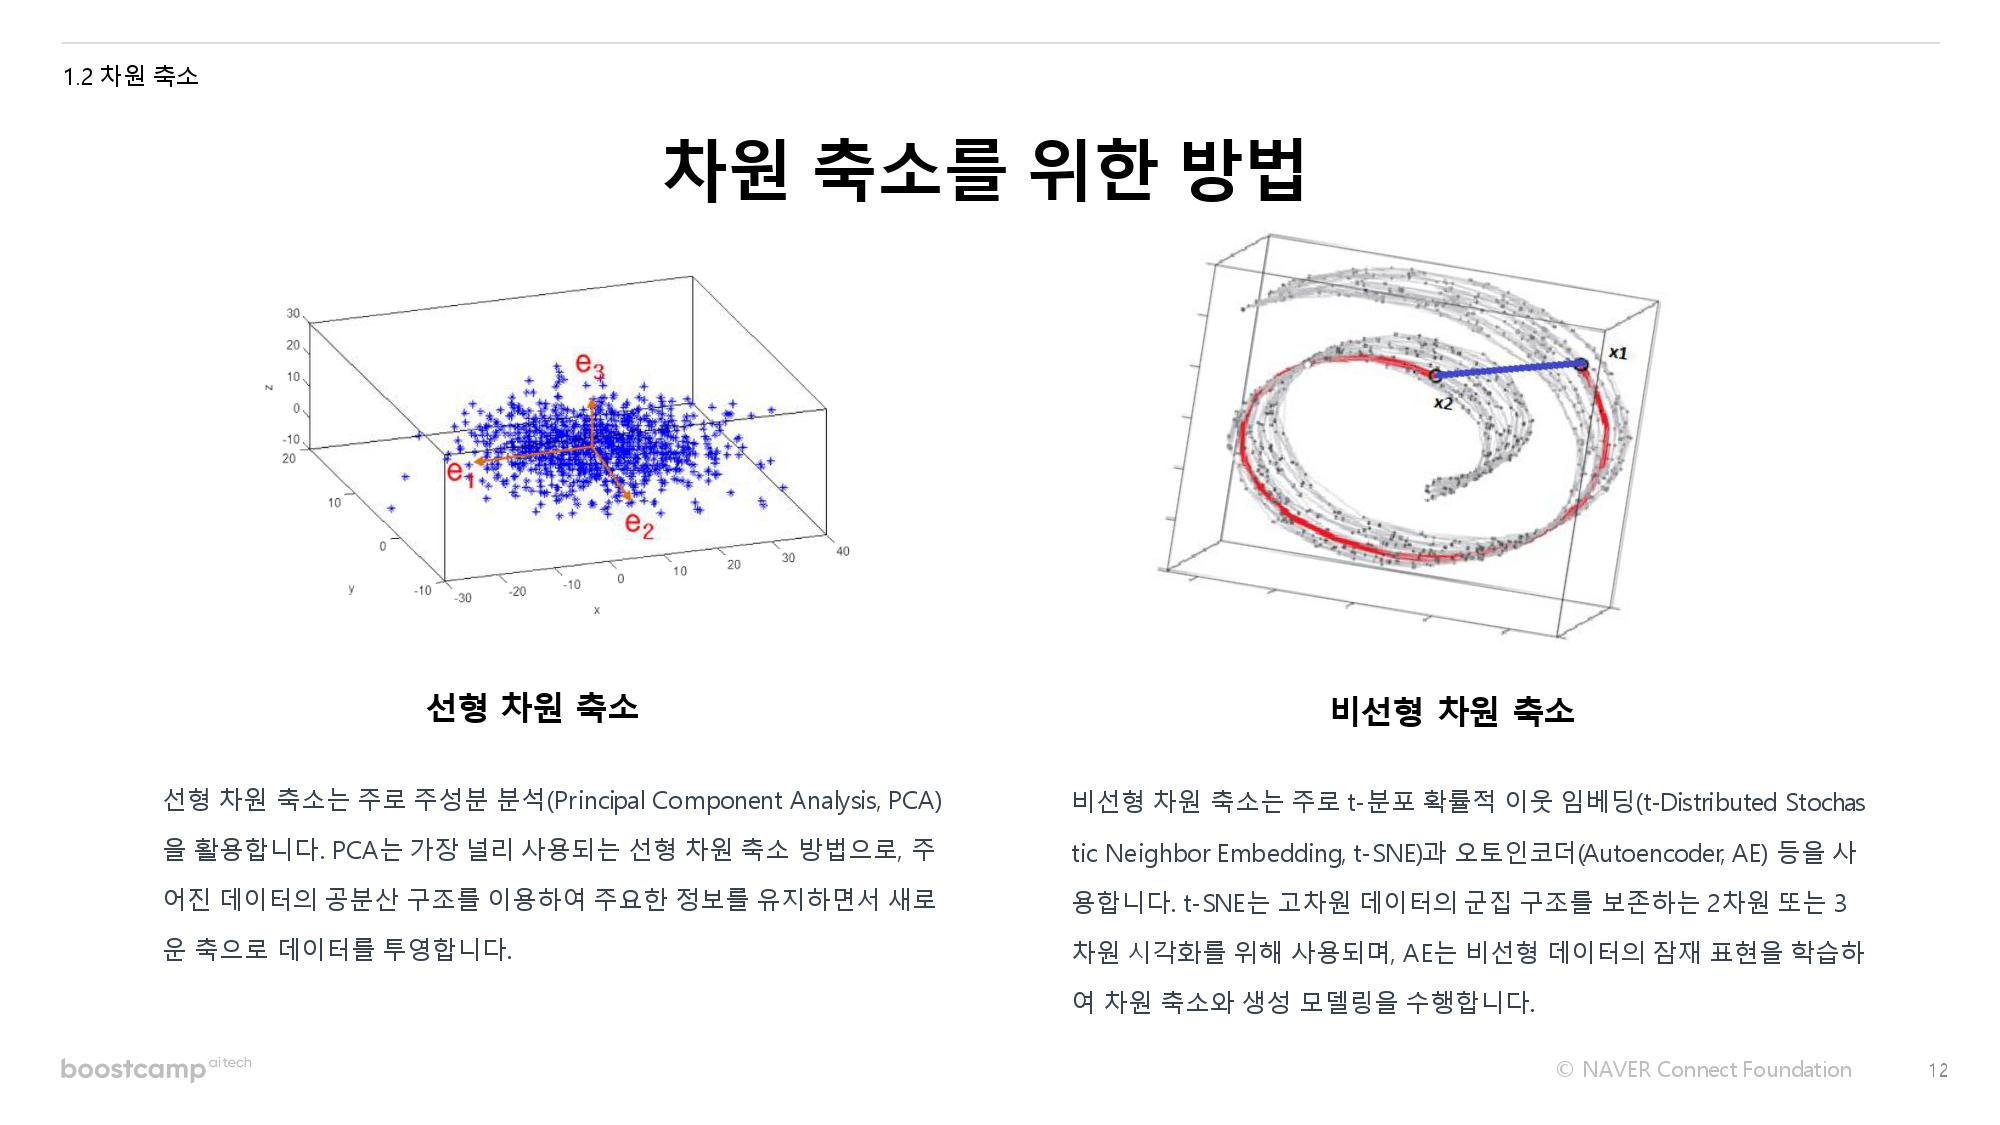 1.2 차원 축소
차원 축소를 위한 방법
30
20
10
0
-10
z
20
10
0
-10
y
-30
-20
-10
0
10
20
30
40
x
e3
e1
e2
x1
x2
선형 차원 축소
선형 차원 축소는 주로 주성분 분석(Principal Component Analysis, PCA)
을 활용합니다. PCA는 가장 널리 사용되는 선형 차원 축소 방법으로, 주
어진 데이터의 공분산 구조를 이용하여 주요한 정보를 유지하면서 새로
운 축으로 데이터를 투영합니다.
비선형 차원 축소
비선형 차원 축소는 주로 t-분포 확률적 이웃 임베딩(t-Distributed Stochas
tic Neighbor Embedding, t-SNE)과 오토인코더(Autoencoder, AE) 등을 사
용합니다. t-SNE는 고차원 데이터의 군집 구조를 보존하는 2차원 또는 3
차원 시각화를 위해 사용되며, AE는 비선형 데이터의 잠재 표현을 학습하
여 차원 축소와 생성 모델링을 수행합니다.
boostcamp ai tech
© NAVER Connect Foundation
12